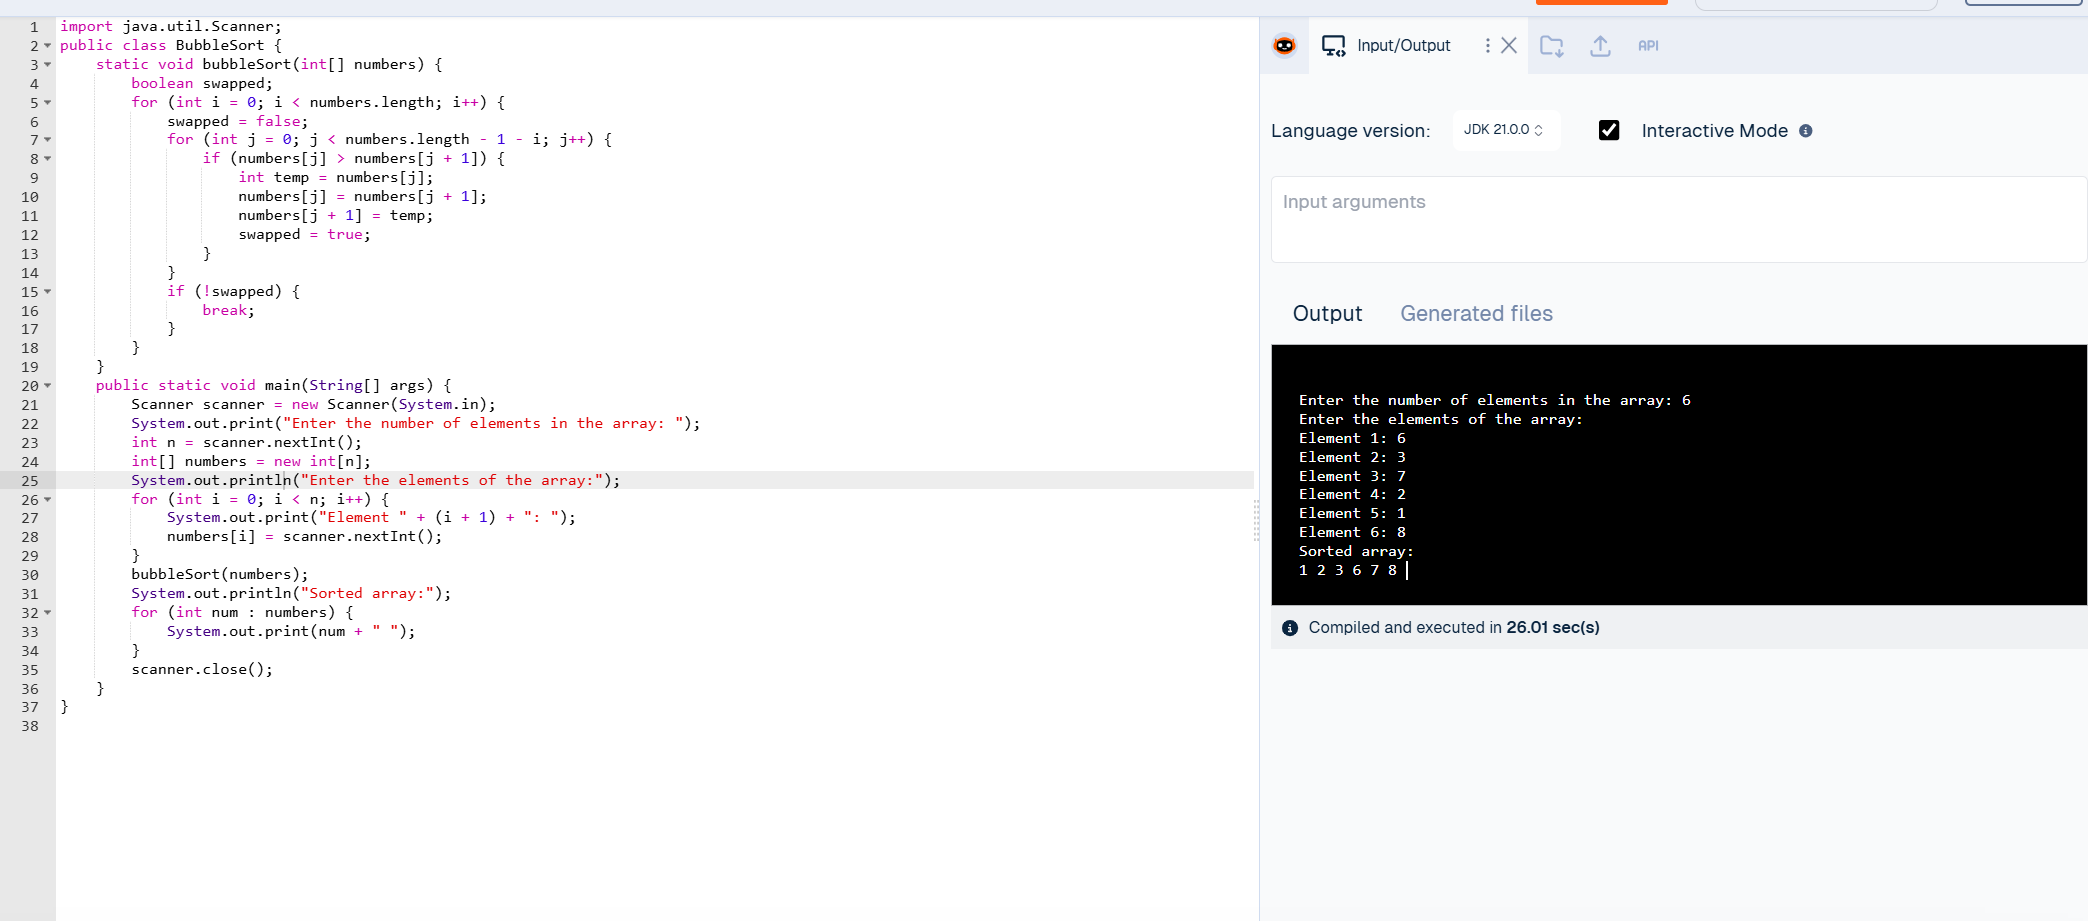 1 import java.util.Scanner;
2 public class BubbleSort {
3     static void bubbleSort(int[] numbers) {
4         boolean swapped;
5         for (int i = 0; i < numbers.length; i++) {
6             swapped = false;
7             for (int j = 0; j < numbers.length - 1 - i; j++) {
8                 if (numbers[j] > numbers[j + 1]) {
9                     int temp = numbers[j];
10                     numbers[j] = numbers[j + 1];
11                     numbers[j + 1] = temp;
12                     swapped = true;
13                 }
14             }
15             if (!swapped) {
16                 break;
17             }
18         }
19     }
20     public static void main(String[] args) {
21         Scanner scanner = new Scanner(System.in);
22         System.out.print("Enter the number of elements in the array: ");
23         int n = scanner.nextInt();
24         int[] numbers = new int[n];
25         System.out.println("Enter the elements of the array:");
26         for (int i = 0; i < n; i++) {
27             System.out.print("Element " + (i + 1) + ": ");
28             numbers[i] = scanner.nextInt();
29         }
30         bubbleSort(numbers);
31         System.out.println("Sorted array:");
32         for (int num : numbers) {
33             System.out.print(num + " ");
34         }
35         scanner.close();
36     }
37 }
38
Input/Output
API
Language version: JDK 21.0.0 Interactive Mode
Input arguments
Output Generated files
Enter the number of elements in the array: 6
Enter the elements of the array:
Element 1: 6
Element 2: 3
Element 3: 7
Element 4: 2
Element 5: 1
Element 6: 8
Sorted array:
1 2 3 6 7 8
Compiled and executed in 26.01 sec(s)